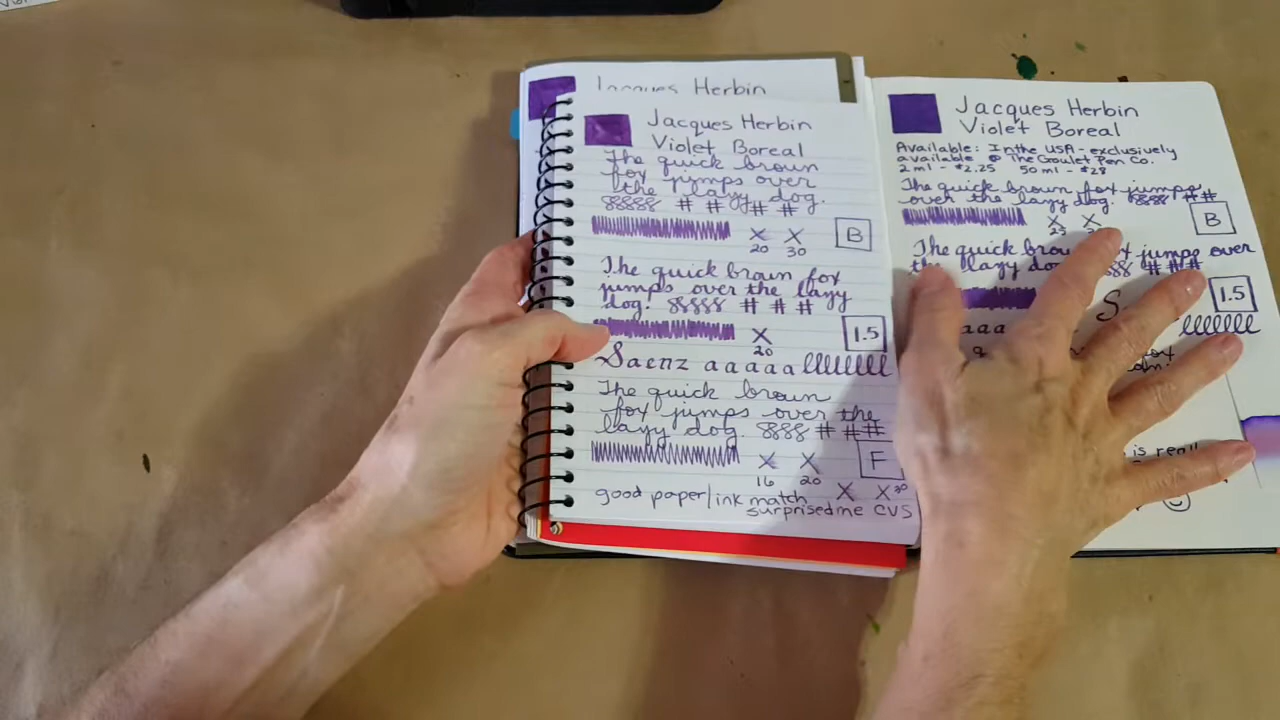 Jacques Herbin
Jacques Herbin
Violet Boreal
The quick brown
fox jumps over
the lazy dog.
8888 # # # #
X X
20 30
B
The quick brown fox
jumps over the lazy
dog. 88888 # # #
X
20
1.5
Saenz aaaaa llllllll
The quick brown
fox jumps over the
lazy dog. 8888 # # #
X X
16 20
F
good paper/ink match X X 30
surprised me CVS
Jacques Herbin
Violet Boreal
Available: In the USA - exclusively
available @ The Goulet Pen Co.
2 ml - $2.25 50 ml - $28
The quick brown fox jumps
over the lazy dog. 888 # #
X X
25
B
The quick brown fox jumps over
the lazy dog # # #
1.5
aaa S llllllll
is really